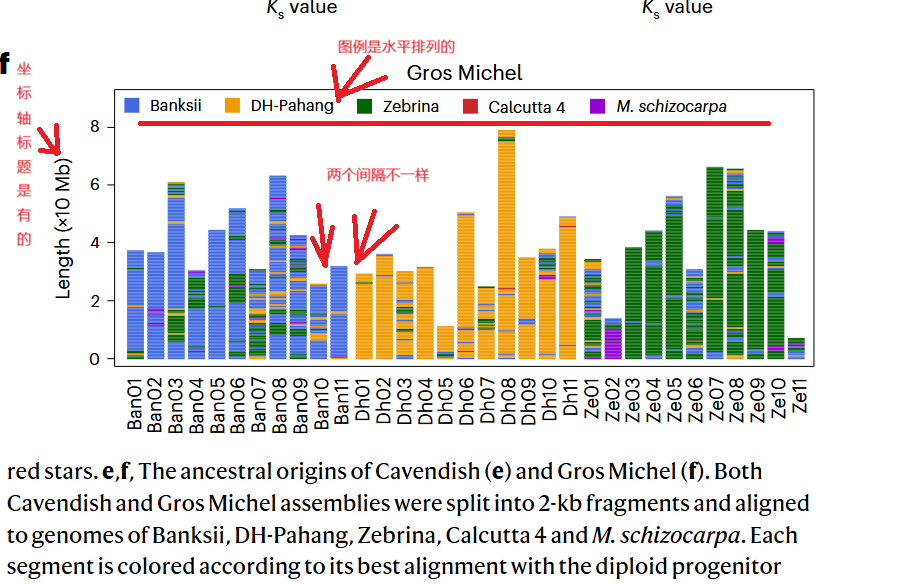 Ks value Ks value
图例是水平排列的
f
坐标轴标题是有的
Gros Michel
Banksii DH-Pahang Zebrina Calcutta 4 M. schizocarpa
两个间隔不一样
Length (×10 Mb)
8
6
4
2
0
Ban01 Ban02 Ban03 Ban04 Ban05 Ban06 Ban07 Ban08 Ban09 Ban10 Ban11 Dh01 Dh02 Dh03 Dh04 Dh05 Dh06 Dh07 Dh08 Dh09 Dh10 Dh11 Ze01 Ze02 Ze03 Ze04 Ze05 Ze06 Ze07 Ze08 Ze09 Ze10 Ze11
red stars. e,f, The ancestral origins of Cavendish (e) and Gros Michel (f). Both
Cavendish and Gros Michel assemblies were split into 2-kb fragments and aligned
to genomes of Banksii, DH-Pahang, Zebrina, Calcutta 4 and M. schizocarpa. Each
segment is colored according to its best alignment with the diploid progenitor